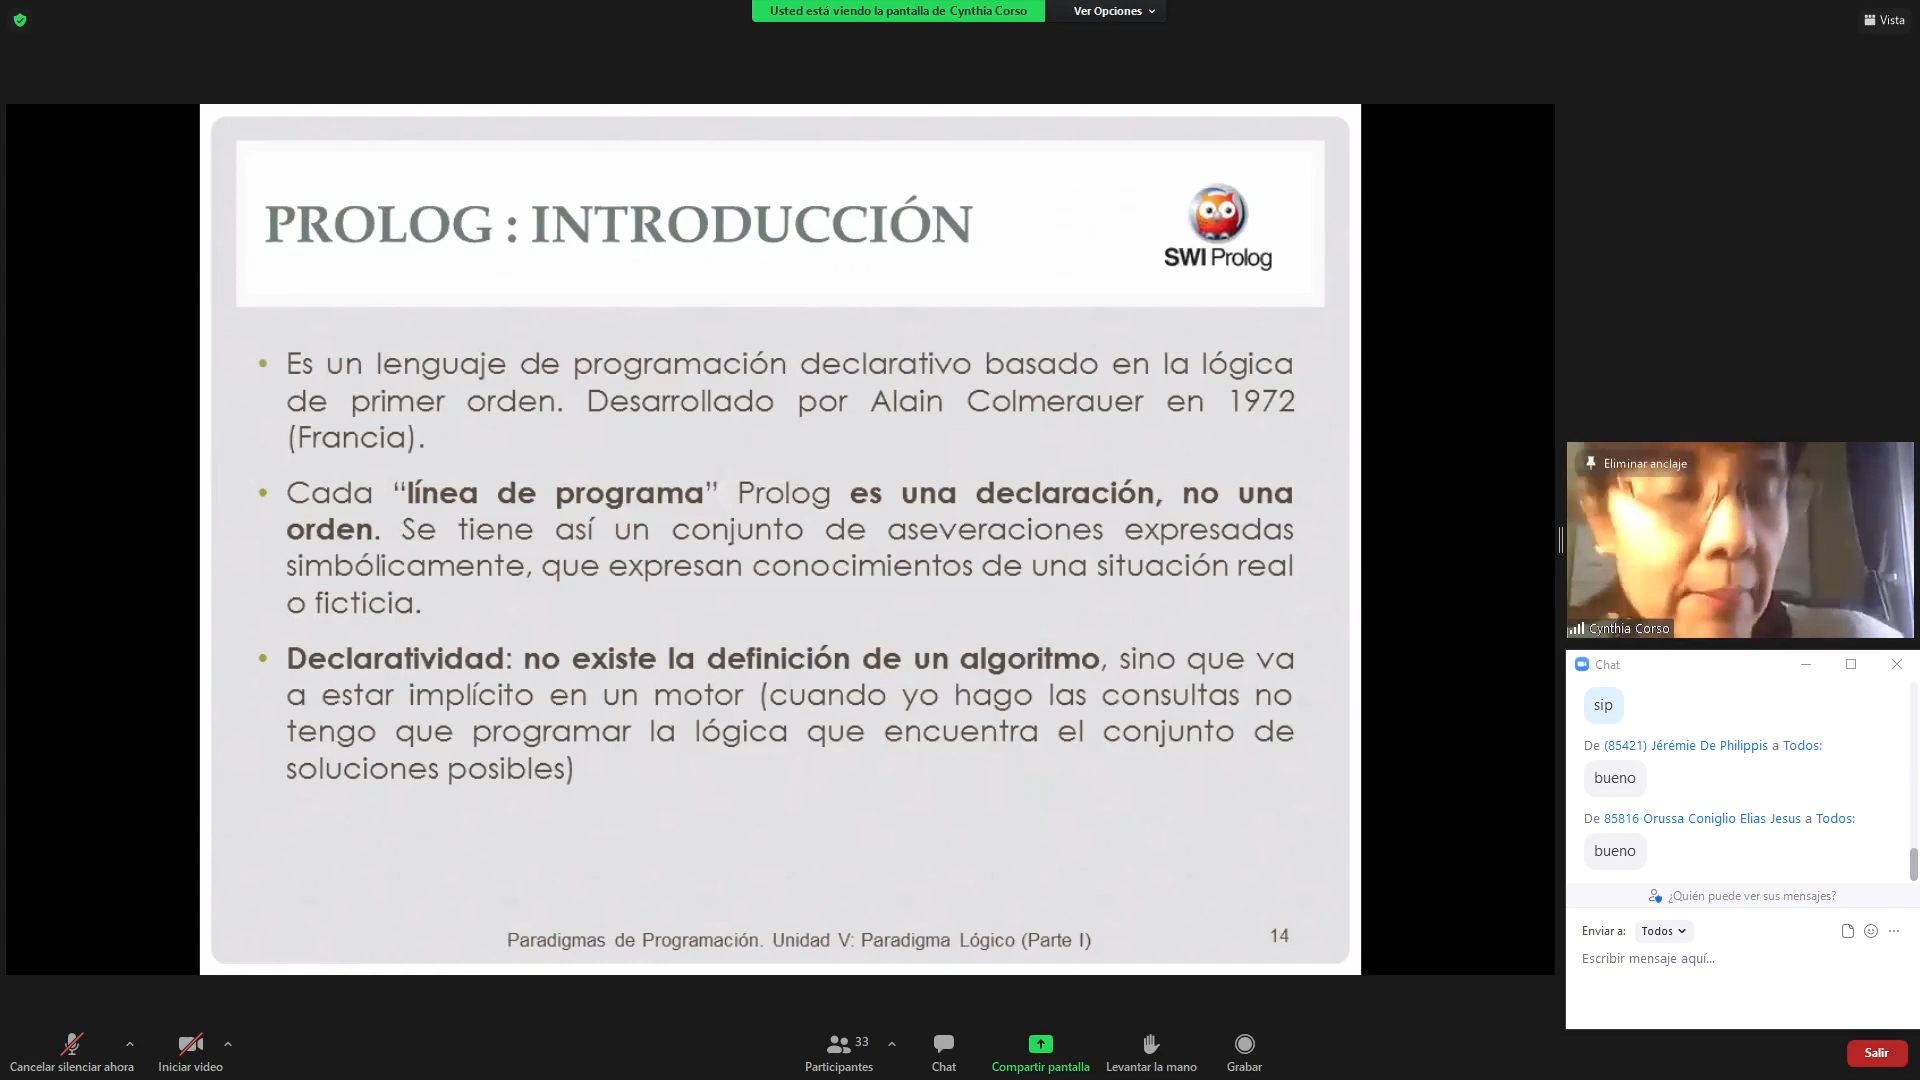 Usted está viendo la pantalla de Cynthia Corso
Ver Opciones
Vista
PROLOG : INTRODUCCIÓN
SWI Prolog
• Es un lenguaje de programación declarativo basado en la lógica
de primer orden. Desarrollado por Alain Colmerauer en 1972
(Francia).
• Cada “línea de programa” Prolog es una declaración, no una
orden. Se tiene así un conjunto de aseveraciones expresadas
simbólicamente, que expresan conocimientos de una situación real
o ficticia.
• Declaratividad: no existe la definición de un algoritmo, sino que va
a estar implícito en un motor (cuando yo hago las consultas no
tengo que programar la lógica que encuentra el conjunto de
soluciones posibles)
Paradigmas de Programación. Unidad V: Paradigma Lógico (Parte I)
14
Eliminar anclaje
Cynthia Corso
Chat
sip
De (85421) Jérémie De Philippis a Todos:
bueno
De 85816 Orussa Coniglio Elias Jesus a Todos:
bueno
¿Quién puede ver sus mensajes?
Enviar a: Todos
Escribir mensaje aquí...
Cancelar silenciar ahora
Iniciar video
33
Participantes
Chat
Compartir pantalla
Levantar la mano
Grabar
Salir